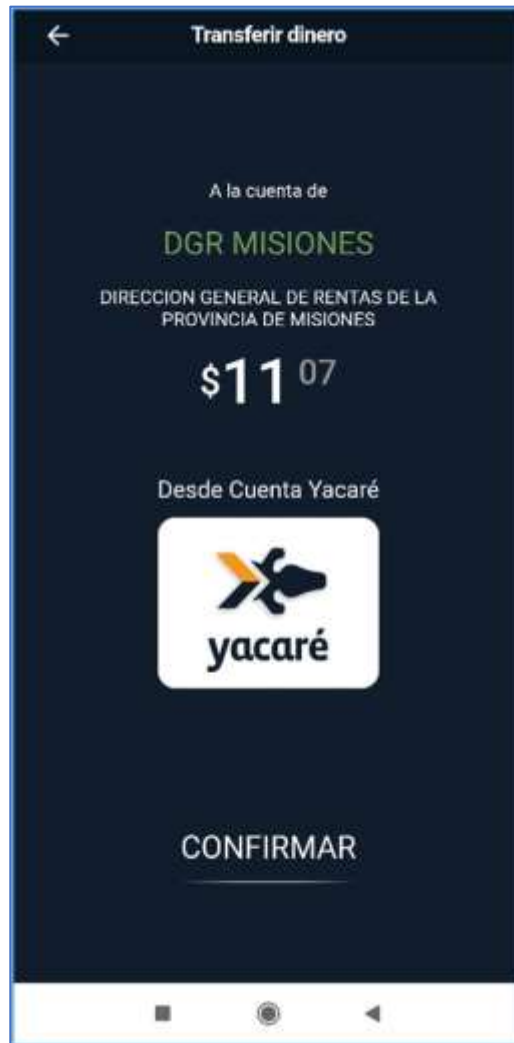 Transferir dinero
A la cuenta de
DGR MISIONES
DIRECCION GENERAL DE RENTAS DE LA
PROVINCIA DE MISIONES
$11 07
Desde Cuenta Yacaré
yacaré
CONFIRMAR